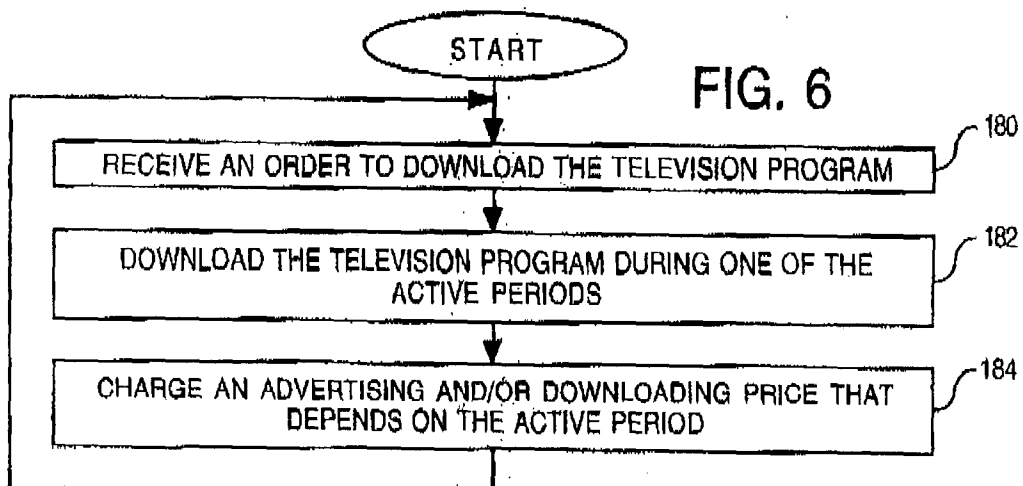 START
FIG. 6
180
RECEIVE AN ORDER TO DOWNLOAD THE TELEVISION PROGRAM
182
DOWNLOAD THE TELEVISION PROGRAM DURING ONE OF THE
ACTIVE PERIODS
184
CHARGE AN ADVERTISING AND/OR DOWNLOADING PRICE THAT
DEPENDS ON THE ACTIVE PERIOD